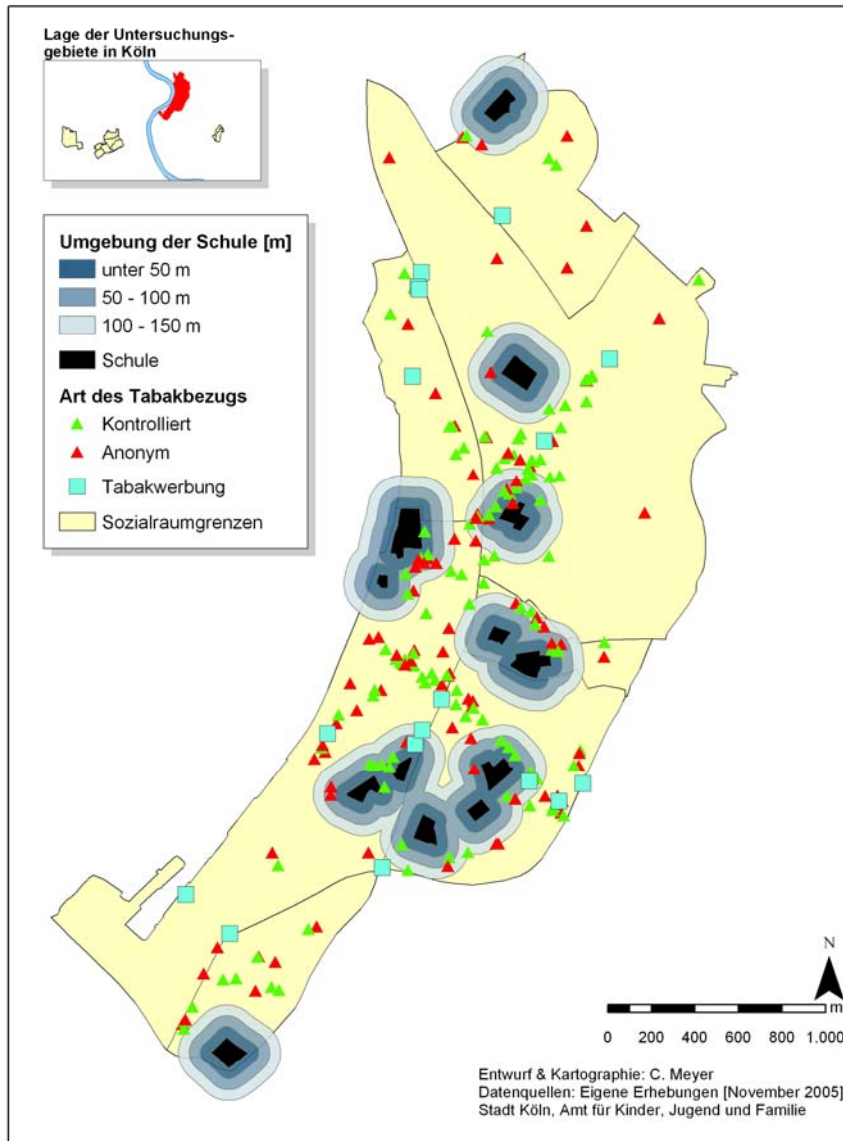 Lage der Untersuchungs-
gebiete in Köln
Umgebung der Schule [m]
unter 50 m
50 - 100 m
100 - 150 m
Schule
Art des Tabakbezugs
Kontrolliert
Anonym
Tabakwerbung
Sozialraumgrenzen
N
m
0 200 400 600 800 1.000
Entwurf & Kartographie: C. Meyer
Datenquellen: Eigene Erhebungen [November 2005]
Stadt Köln, Amt für Kinder, Jugend und Familie